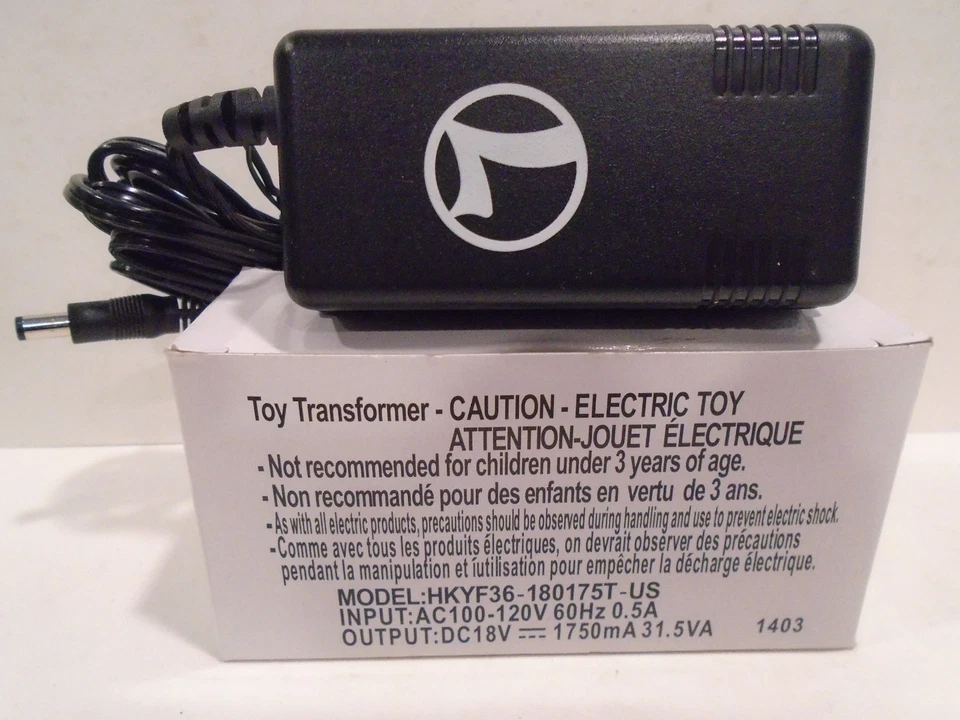 Toy Transformer - CAUTION - ELECTRIC TOY
ATTENTION-JOUET ÉLECTRIQUE
-Not recommended for children under 3 years of age.
-Non recommandé pour des enfants en vertu de 3 ans.
-As with all electric products, precautions should be observed during handling and use to prevent electric shock.
-Comme avec tous les produits électriques, on devrait observer des précautions
pendant la manipulation et iutilisation pour empêcher la décharge électrique.
MODEL:HKYF36-180175T-US
INPUT:AC100-120V 60Hz 0.5A
OUTPUT:DC18V ⎓ 1750mA 31.5VA 1403